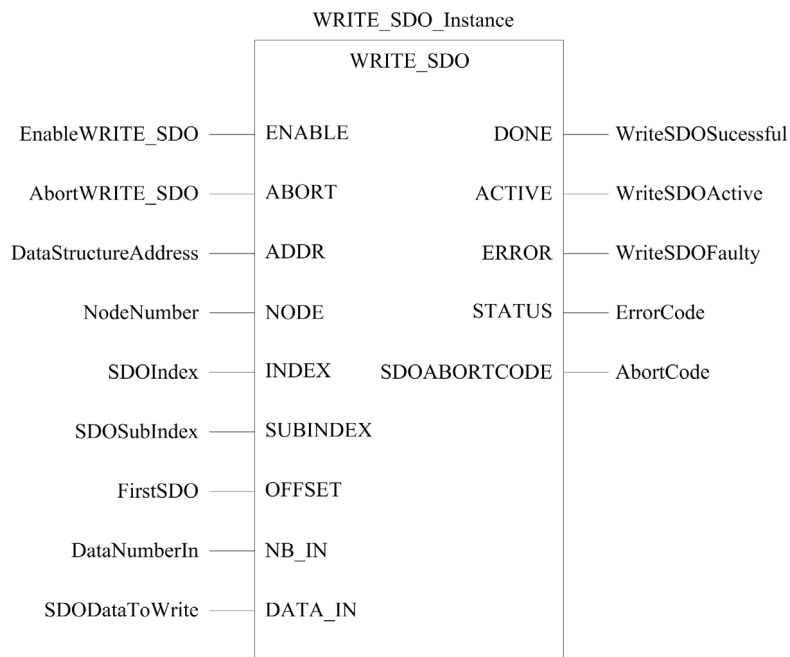 WRITE_SDO_Instance
WRITE_SDO
EnableWRITE_SDO ENABLE DONE WriteSDOSucessful
AbortWRITE_SDO ABORT ACTIVE WriteSDOActive
DataStructureAddress ADDR ERROR WriteSDOFaulty
NodeNumber NODE STATUS ErrorCode
SDOIndex INDEX SDOABORTCODE AbortCode
SDOSubIndex SUBINDEX
FirstSDO OFFSET
DataNumberIn NB_IN
SDODataToWrite DATA_IN